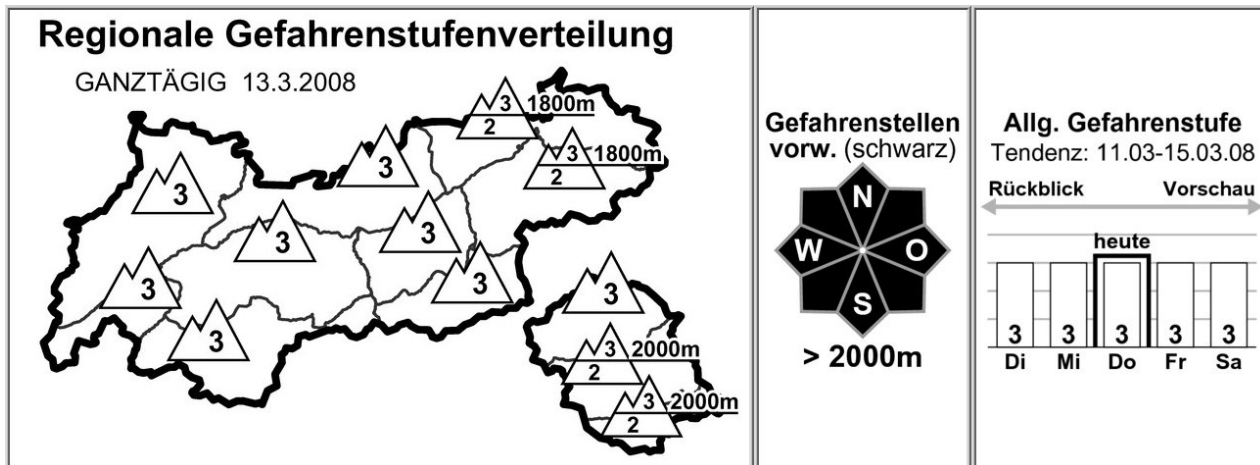 Regionale Gefahrenstufenverteilung
GANZTÄGIG 13.3.2008
3 1800m
2
3 1800m
2
3
3
3
3
3
3
3
3
3 2000m
2
3 2000m
2
Gefahrenstellen
vorw. (schwarz)
N
W O
S
> 2000m
Allg. Gefahrenstufe
Tendenz: 11.03-15.03.08
Rückblick Vorschau
heute
3 3 3 3 3
Di Mi Do Fr Sa